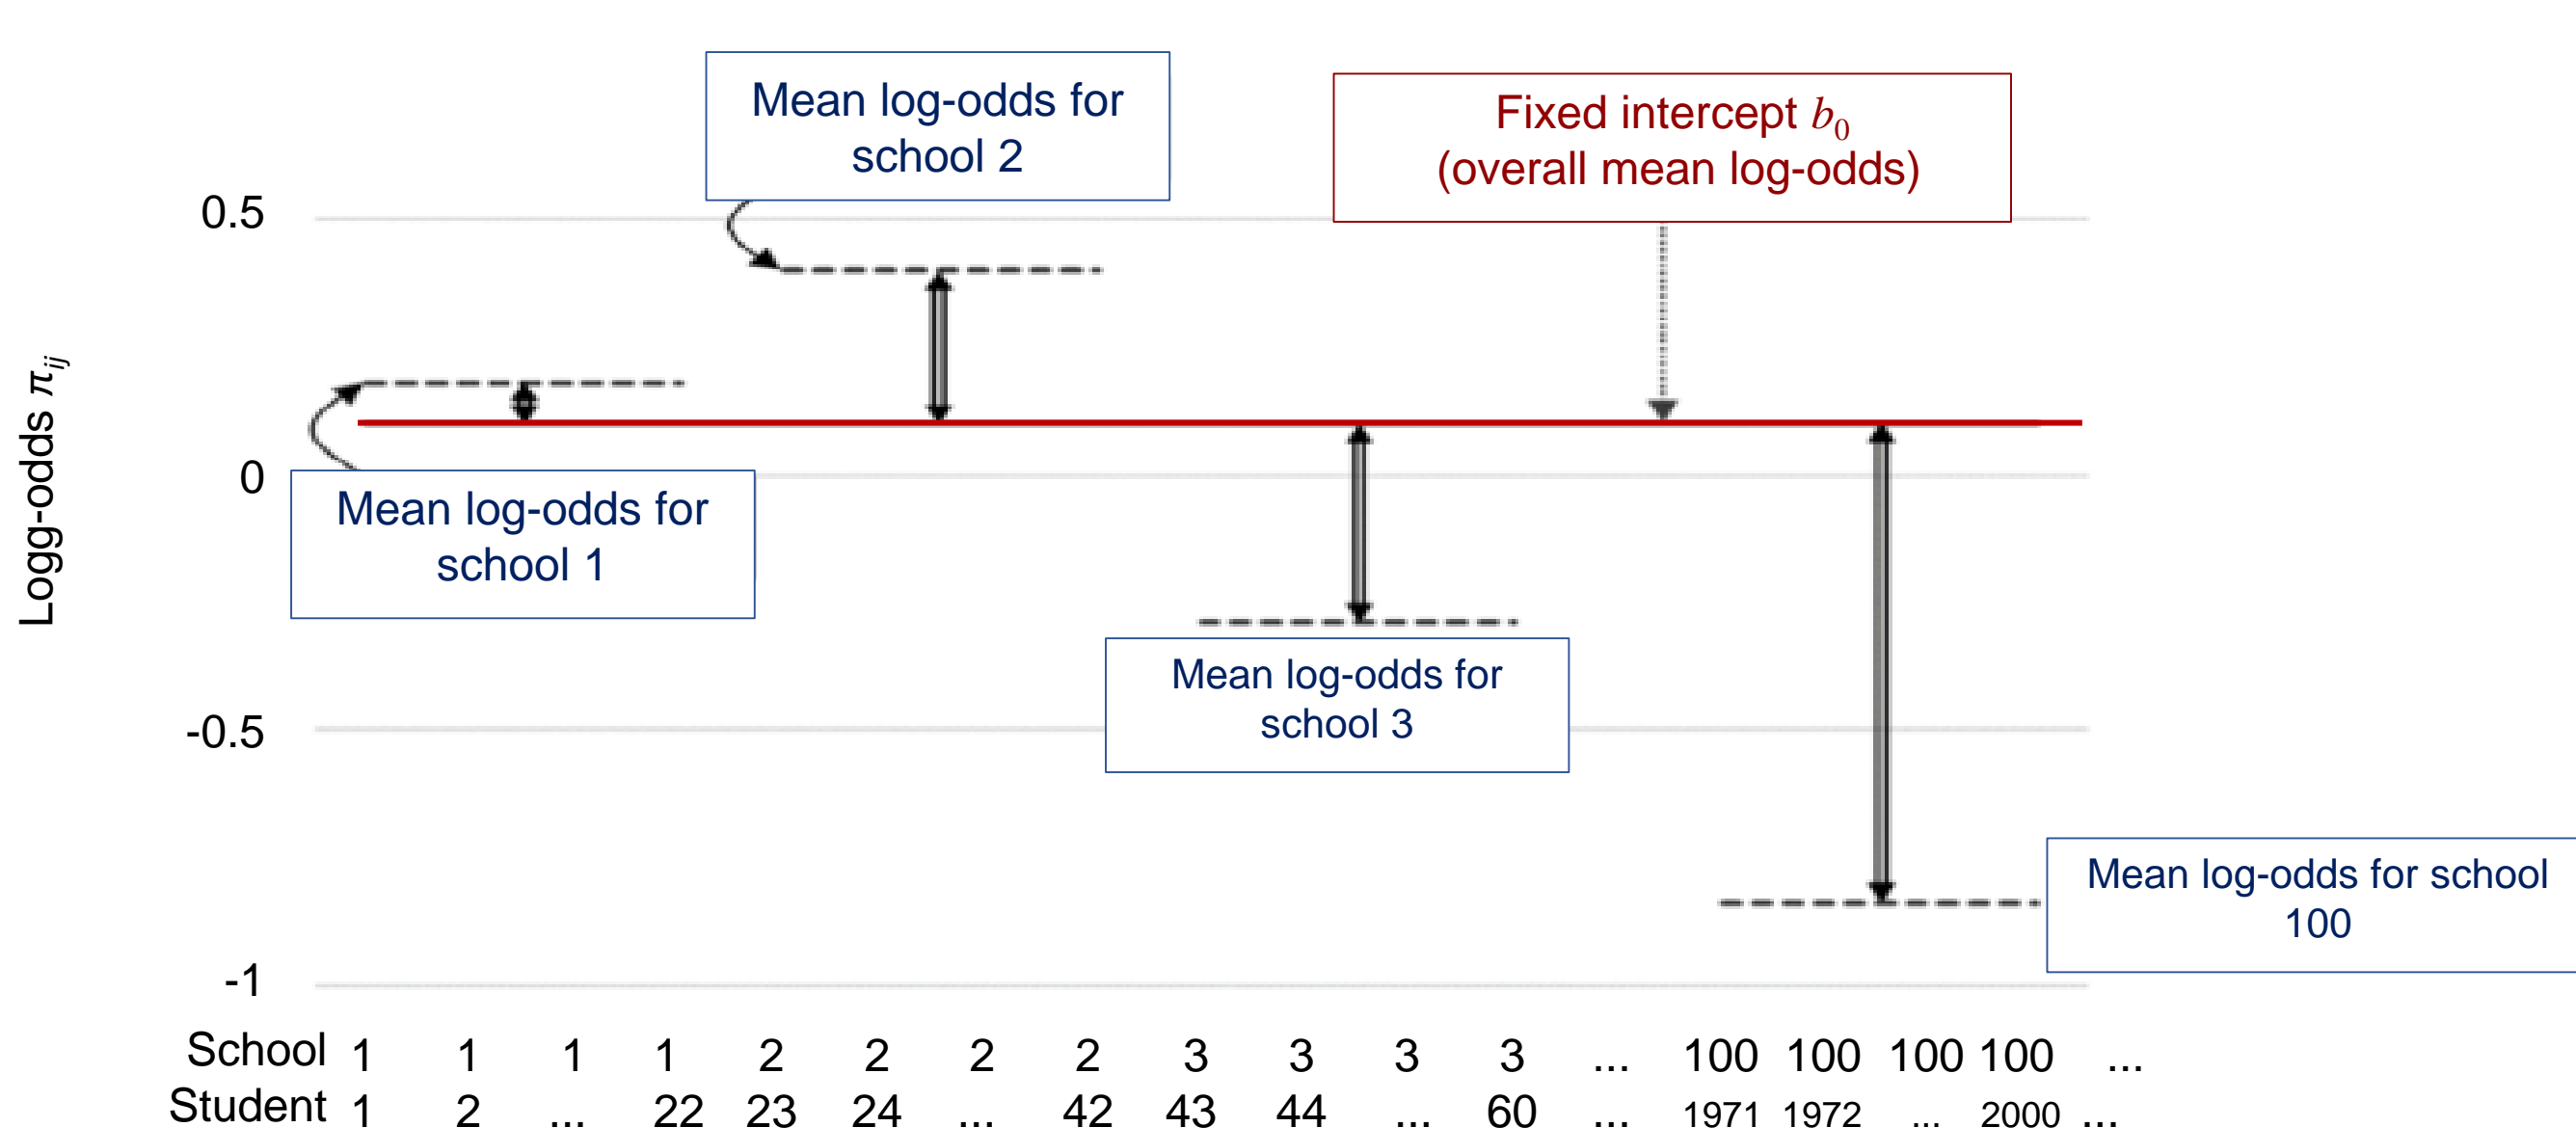 Mean log-odds for
school 2
Fixed intercept b₀
(overall mean log-odds)
0.5
Logg-odds πᵢⱼ
0
Mean log-odds for
school 1
Mean log-odds for
school 3
-0.5
Mean log-odds for school
100
-1
School 1 1 1 1 2 2 2 2 3 3 3 3 ... 100 100 100 100 ...
Student 1 2 ... 22 23 24 ... 42 43 44 ... 60 ... 1971 1972 ... 2000 ...